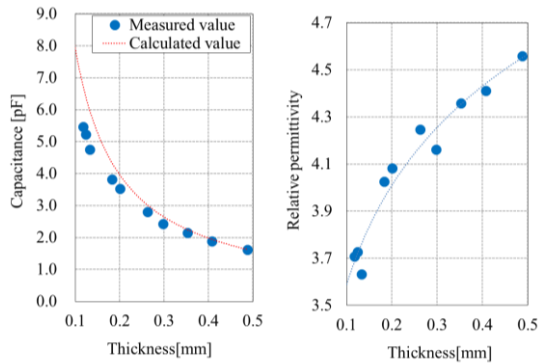 9.0
8.0
7.0
6.0
5.0
4.0
3.0
2.0
1.0
0.0
Capacitance [pF]
Measured value
Calculated value
0.1 0.2 0.3 0.4 0.5
Thickness[mm]
4.7
4.5
4.3
4.1
3.9
3.7
3.5
Relative permittivity
0.1 0.2 0.3 0.4 0.5
Thickness[mm]